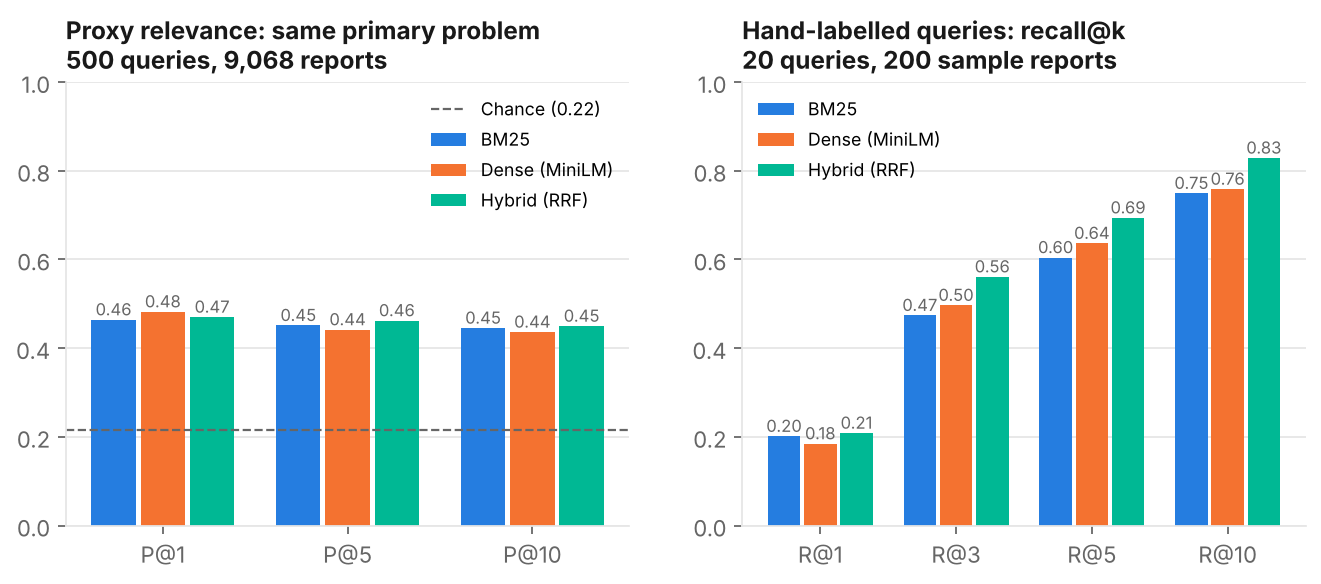 Proxy relevance: same primary problem
500 queries, 9,068 reports
1.0
0.8
0.6
0.4
0.2
0.0
Chance (0.22)
BM25
Dense (MiniLM)
Hybrid (RRF)
0.46 0.48 0.47
0.45 0.44 0.46
0.45 0.44 0.45
P@1 P@5 P@10
Hand-labelled queries: recall@k
20 queries, 200 sample reports
1.0
0.8
0.6
0.4
0.2
0.0
BM25
Dense (MiniLM)
Hybrid (RRF)
0.20 0.18 0.21
0.47 0.50 0.56
0.60 0.64 0.69
0.75 0.76 0.83
R@1 R@3 R@5 R@10